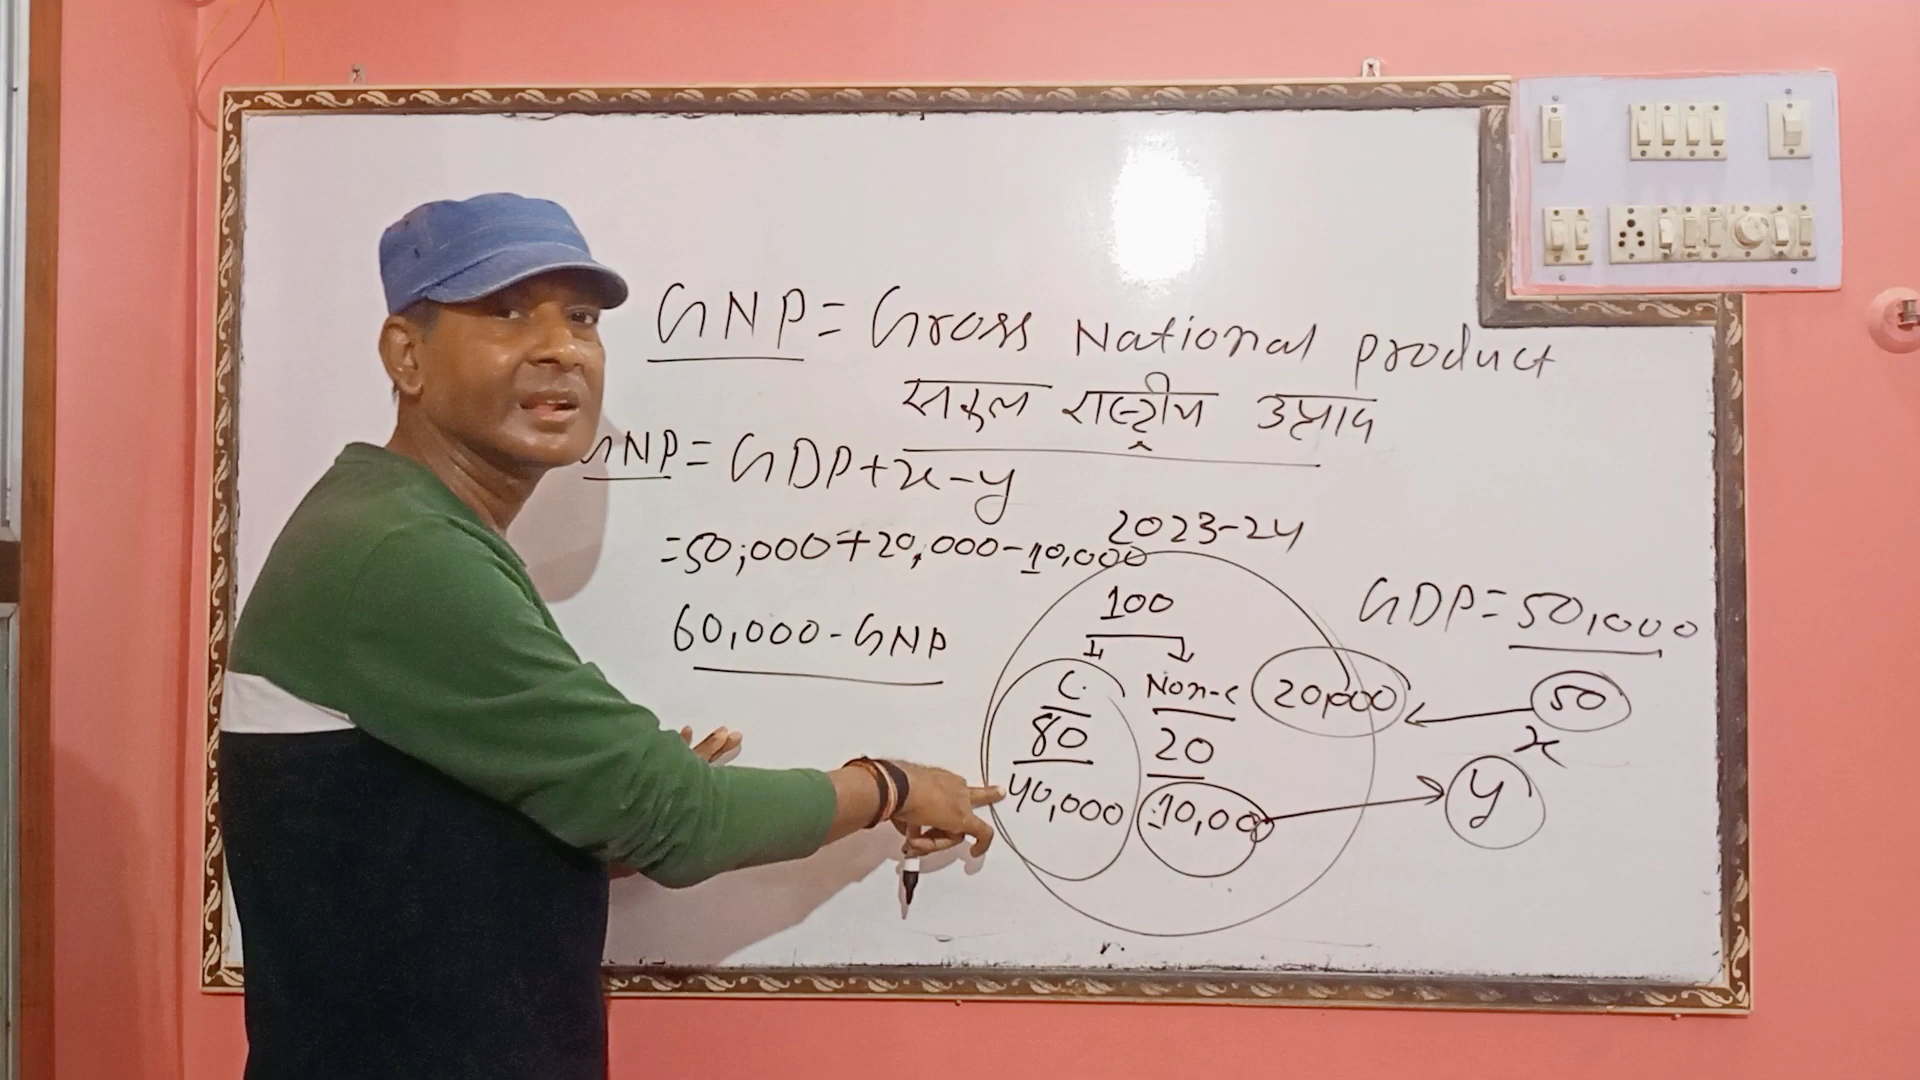 GNP = Gross National product
सकल राष्ट्रीय उत्पाद
GNP = GDP + x - y
= 50,000 + 20,000 - 10,000
60,000 - GNP
2023-24
100
C. Non-C
80 20
40,000 10,000
GDP = 50,000
20,000 50
x
y